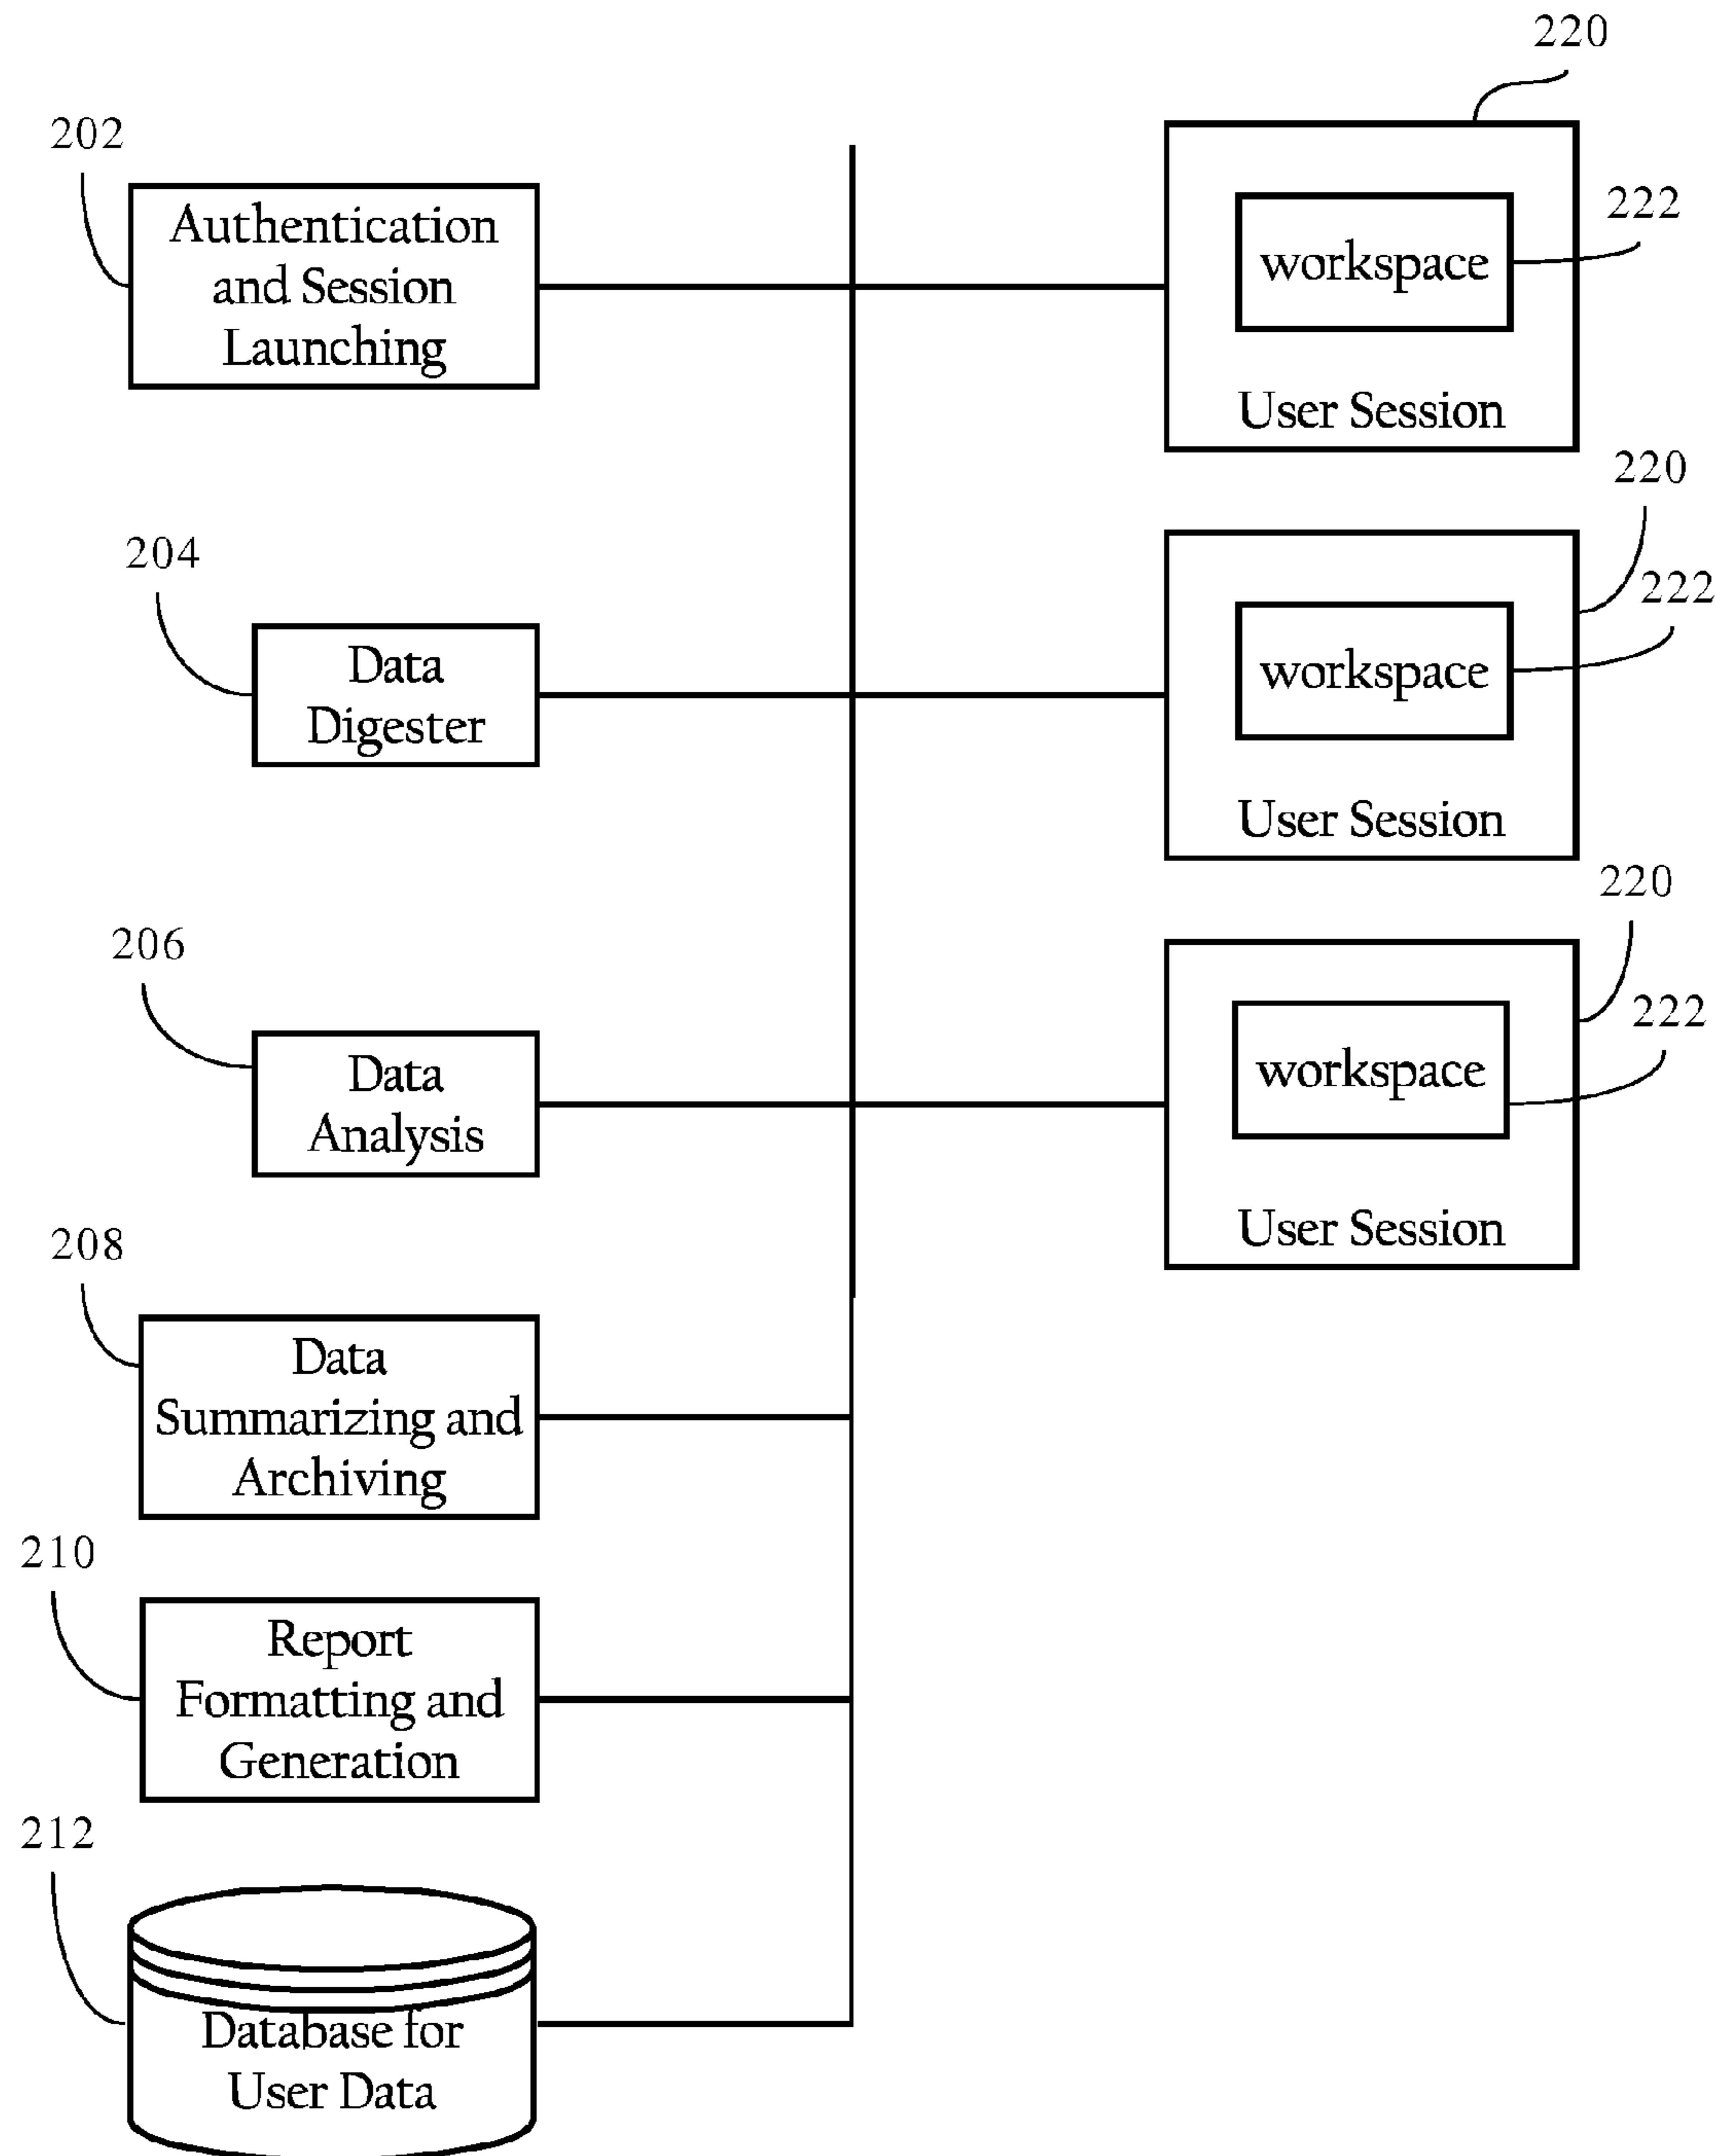 220
202
Authentication
and Session
Launching
222
workspace
User Session
220
204
Data
Digester
222
workspace
User Session
220
206
Data
Analysis
222
workspace
User Session
208
Data
Summarizing and
Archiving
210
Report
Formatting and
Generation
212
Database for
User Data